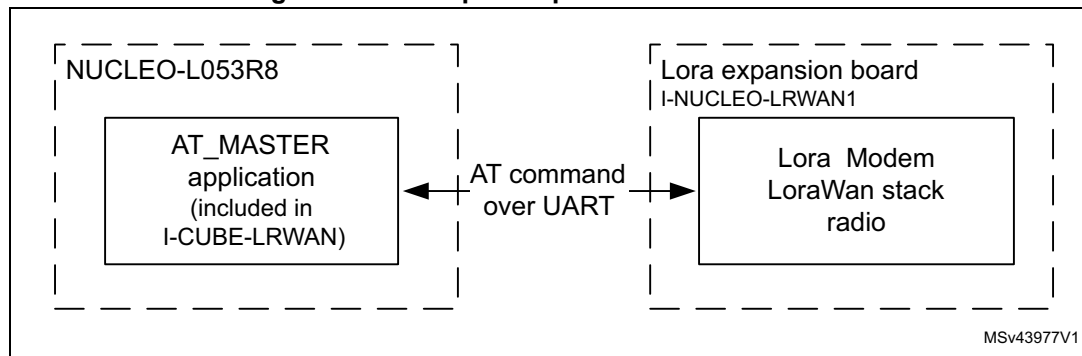 NUCLEO-L053R8
AT_MASTER
application
(included in
I-CUBE-LRWAN)
AT command
over UART
Lora expansion board
I-NUCLEO-LRWAN1
Lora Modem
LoraWan stack
radio
MSv43977V1